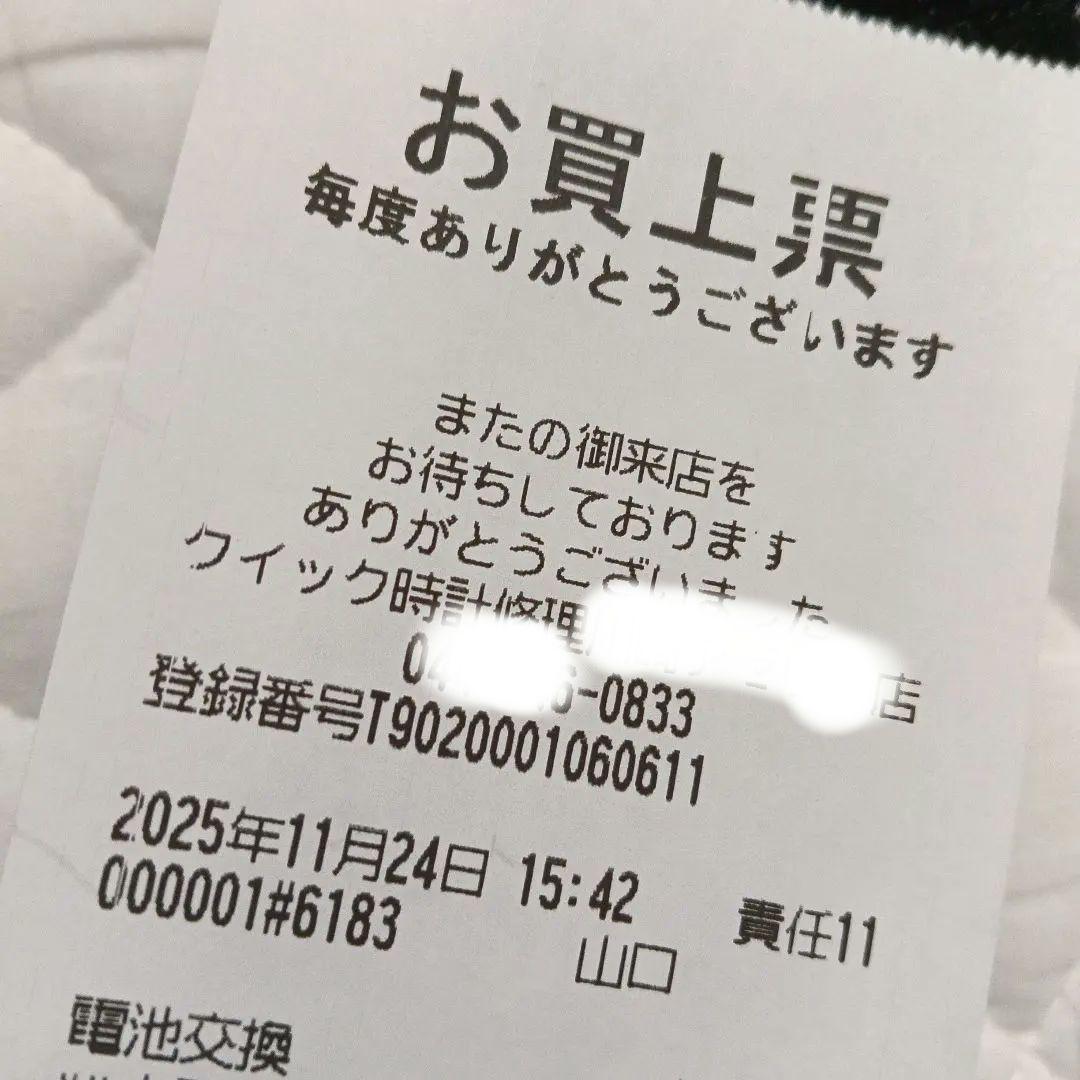 お買上票
毎度ありがとうございます
またの御来店を
お待ちしております
ありがとうございま た
クイック時計修理 店
04 6-0833
登録番号T9020001060611
2025年11月24日 15:42 責任11
000001#6183 山口
電池交換